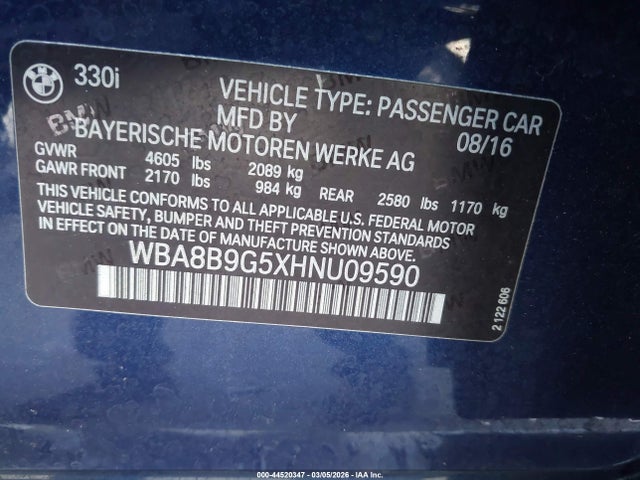 BMW
330i
VEHICLE TYPE: PASSENGER CAR
MFD BY
08/16
BAYERISCHE MOTOREN WERKE AG
GVWR 4605 lbs 2089 kg
GAWR FRONT 2170 lbs 984 kg REAR 2580 lbs 1170 kg
THIS VEHICLE CONFORMS TO ALL APPLICABLE U.S. FEDERAL MOTOR
VEHICLE SAFETY, BUMPER AND THEFT PREVENTION STANDARDS
IN EFFECT ON THE DATE OF MANUFACTURE SHOWN ABOVE.
WBA8B9G5XHNU09590
2 122 606
000-44520347 - 03/05/2026 - IAA Inc.